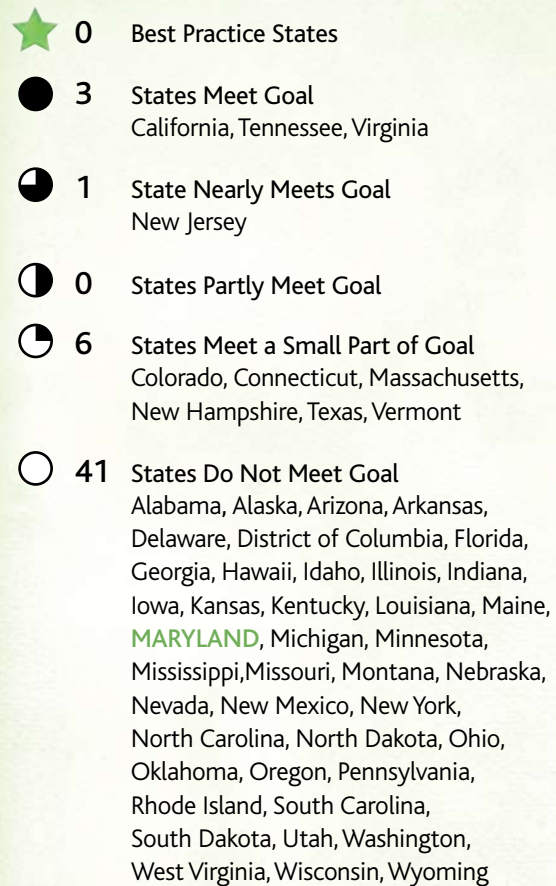 0 Best Practice States
3 States Meet Goal
California, Tennessee, Virginia
1 State Nearly Meets Goal
New Jersey
0 States Partly Meet Goal
6 States Meet a Small Part of Goal
Colorado, Connecticut, Massachusetts,
New Hampshire, Texas, Vermont
41 States Do Not Meet Goal
Alabama, Alaska, Arizona, Arkansas,
Delaware, District of Columbia, Florida,
Georgia, Hawaii, Idaho, Illinois, Indiana,
Iowa, Kansas, Kentucky, Louisiana, Maine,
MARYLAND, Michigan, Minnesota,
Mississippi,Missouri, Montana, Nebraska,
Nevada, New Mexico, New York,
North Carolina, North Dakota, Ohio,
Oklahoma, Oregon, Pennsylvania,
Rhode Island, South Carolina,
South Dakota, Utah, Washington,
West Virginia, Wisconsin, Wyoming